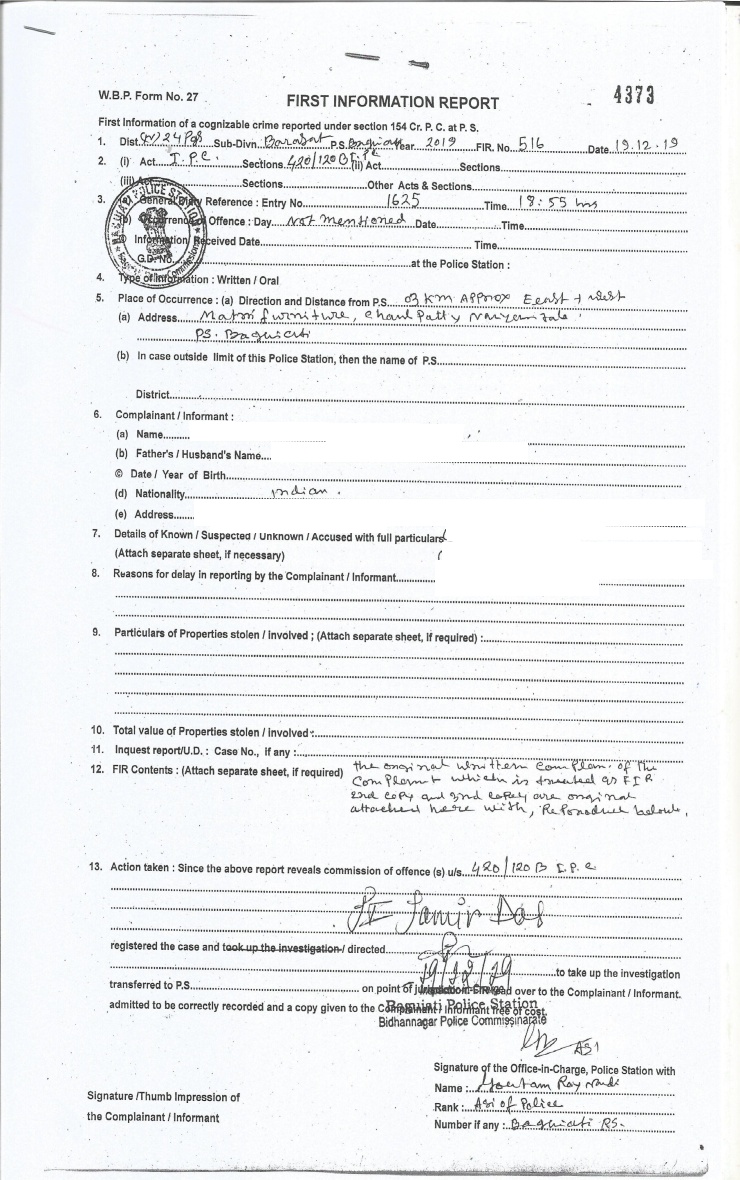 W.B.P. Form No. 27
FIRST INFORMATION REPORT
4373
First Information of a cognizable crime reported under section 154 Cr. P. C. at P. S.
1. Dist. (N) 24 Pgs Sub-Divn. Barasat P.S. Baguiati Year 2019 FIR. No. 516 Date 19.12.19
2. (i) Act I.P.C. Sections 420/120B I.P.C (ii) Act Sections
(iii) Act Sections Other Acts & Sections
3. (a) General Diary Reference : Entry No. 1625 Time 18:55 hrs
(b) Occurrence of Offence : Day Not mentioned Date Time
Information Received Date Time
G.D. No. at the Police Station :
4. Type of Information : Written / Oral
5. Place of Occurrence : (a) Direction and Distance from P.S. 03 KM Approx East + west
(a) Address furniture,
PS. Baguiati
(b) In case outside limit of this Police Station, then the name of P.S.
District
6. Complainant / Informant :
(a) Name
(b) Father's / Husband's Name
© Date / Year of Birth
(d) Nationality Indian .
(e) Address
7. Details of Known / Suspected / Unknown / Accused with full particulars
(Attach separate sheet, if necessary)
8. Reasons for delay in reporting by the Complainant / Informant
9. Particulars of Properties stolen / involved ; (Attach separate sheet, if required) :
10. Total value of Properties stolen / involved :
11. Inquest report/U.D. : Case No., if any :
12. FIR Contents : (Attach separate sheet, if required) the original written Complain. of the
Complaint which is treated as FIR
2nd copy and 2nd copy are original
attached here with, Reproduce below.
13. Action taken : Since the above report reveals commission of offence (s) u/s. 420/120B I.P.C
SI Samir Das
registered the case and took up the investigation / directed
19/12/19 to take up the investigation
transferred to P.S. on point of jurisdiction. FIR read over to the Complainant / Informant.
admitted to be correctly recorded and a copy given to the Complainant / Informant free of cost.
Baguiati Police Station
Bidhannagar Police Commissinarate
ASI
Signature of the Office-in-Charge, Police Station with
Name : Goutam Roy
Rank : Asi of Police
Number if any : Baguiati PS.
Signature /Thumb Impression of
the Complainant / Informant